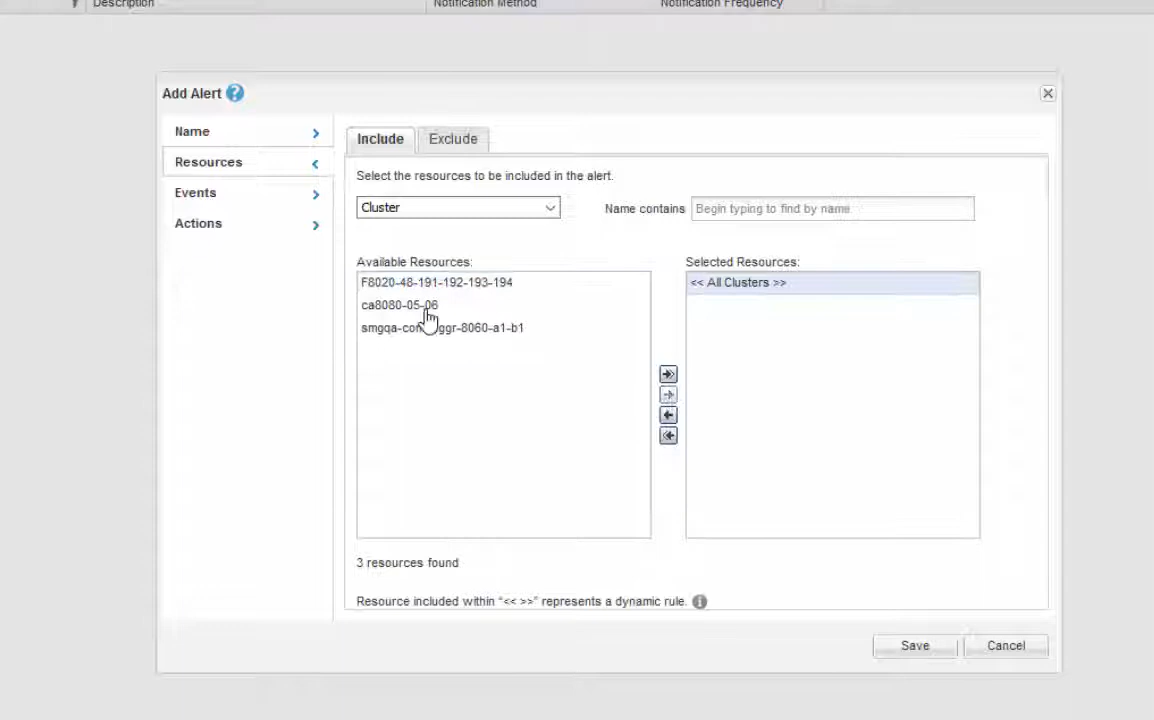 Description Notification Method Notification Frequency
Add Alert
Name
Resources
Events
Actions
Include Exclude
Select the resources to be included in the alert.
Cluster Name contains Begin typing to find by name
Available Resources: Selected Resources:
F8020-48-191-192-193-194 << All Clusters >>
ca8080-05-06
8060-a1-b1
3 resources found
Resource included within "<< >>" represents a dynamic rule.
Save Cancel